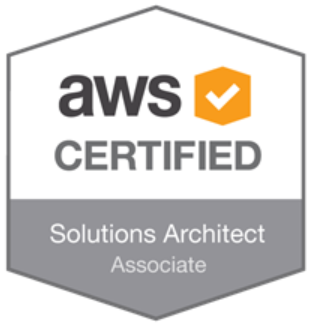 aws
CERTIFIED
Solutions Architect
Associate